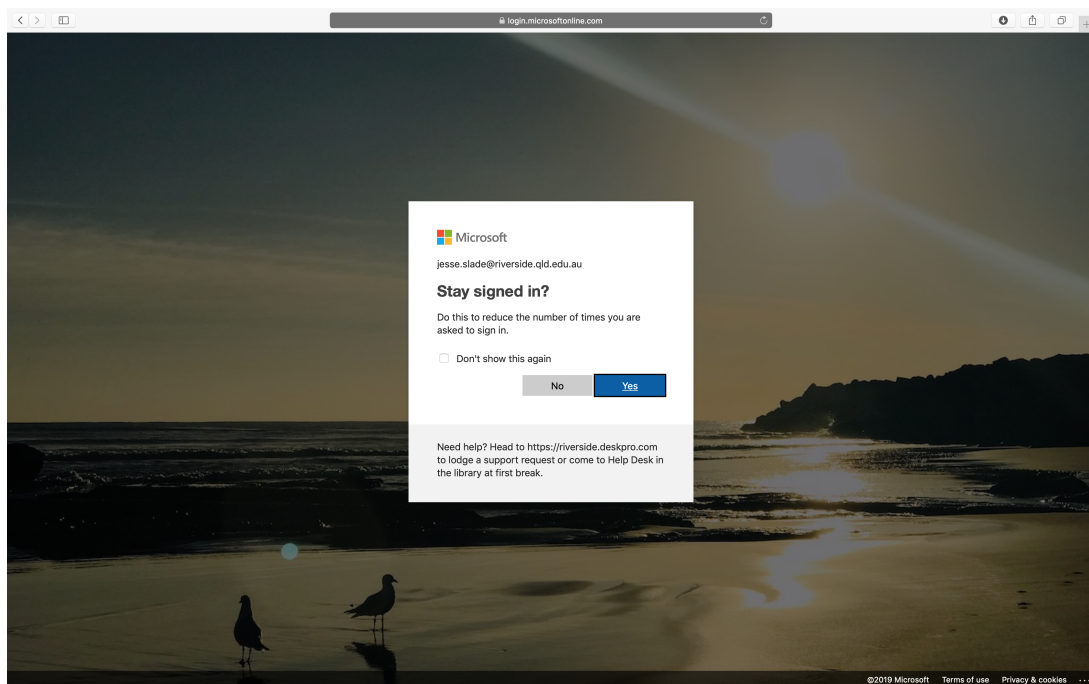 login.microsoftonline.com
Microsoft
jesse.slade@riverside.qld.edu.au
Stay signed in?
Do this to reduce the number of times you are
asked to sign in.
Don't show this again
No Yes
Need help? Head to https://riverside.deskpro.com
to lodge a support request or come to Help Desk in
the library at first break.
©2019 Microsoft Terms of use Privacy & cookies